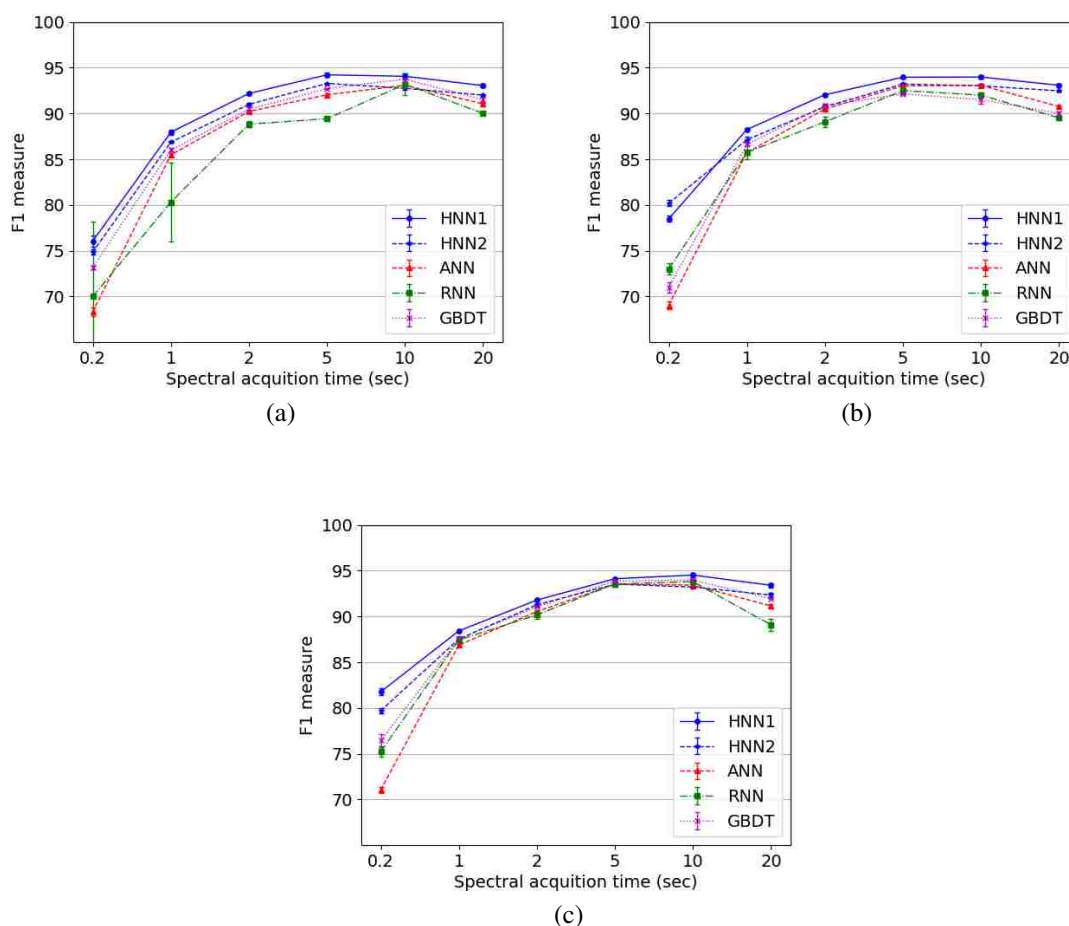 100
95
90
85
80
75
70
F1 measure
HNN1
HNN2
ANN
RNN
GBDT
0.2 1 2 5 10 20
Spectral acquition time (sec)
(a)
100
95
90
85
80
75
70
F1 measure
HNN1
HNN2
ANN
RNN
GBDT
0.2 1 2 5 10 20
Spectral acquition time (sec)
(b)
100
95
90
85
80
75
70
F1 measure
HNN1
HNN2
ANN
RNN
GBDT
0.2 1 2 5 10 20
Spectral acquition time (sec)
(c)